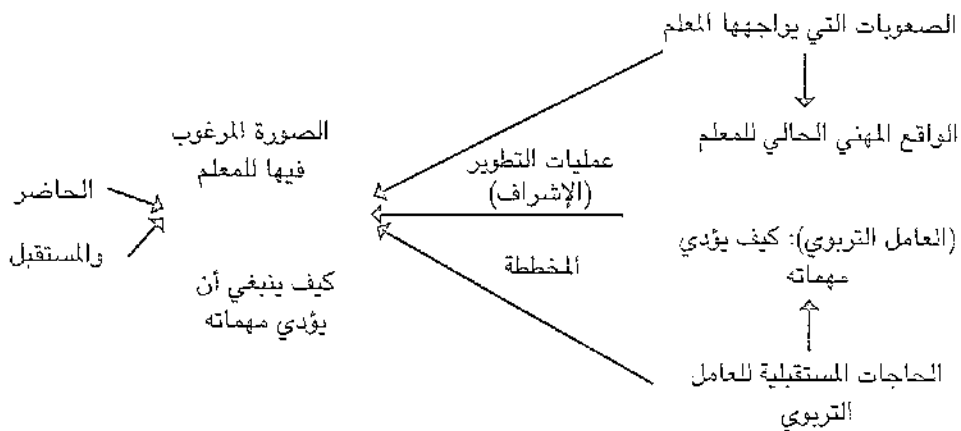 الصعوبات التي يواجهها المعلم
الواقع المهني الحالي للمعلم
(العامل التربوي): كيف يؤدي
مهماته
الحاجات المستقبلية للعامل
التربوي
عمليات التطوير
(الإشراف)
المخططة
الصورة المرغوب
فيها للمعلم
كيف ينبغي أن
يؤدي مهماته
الحاضر
والمستقبل